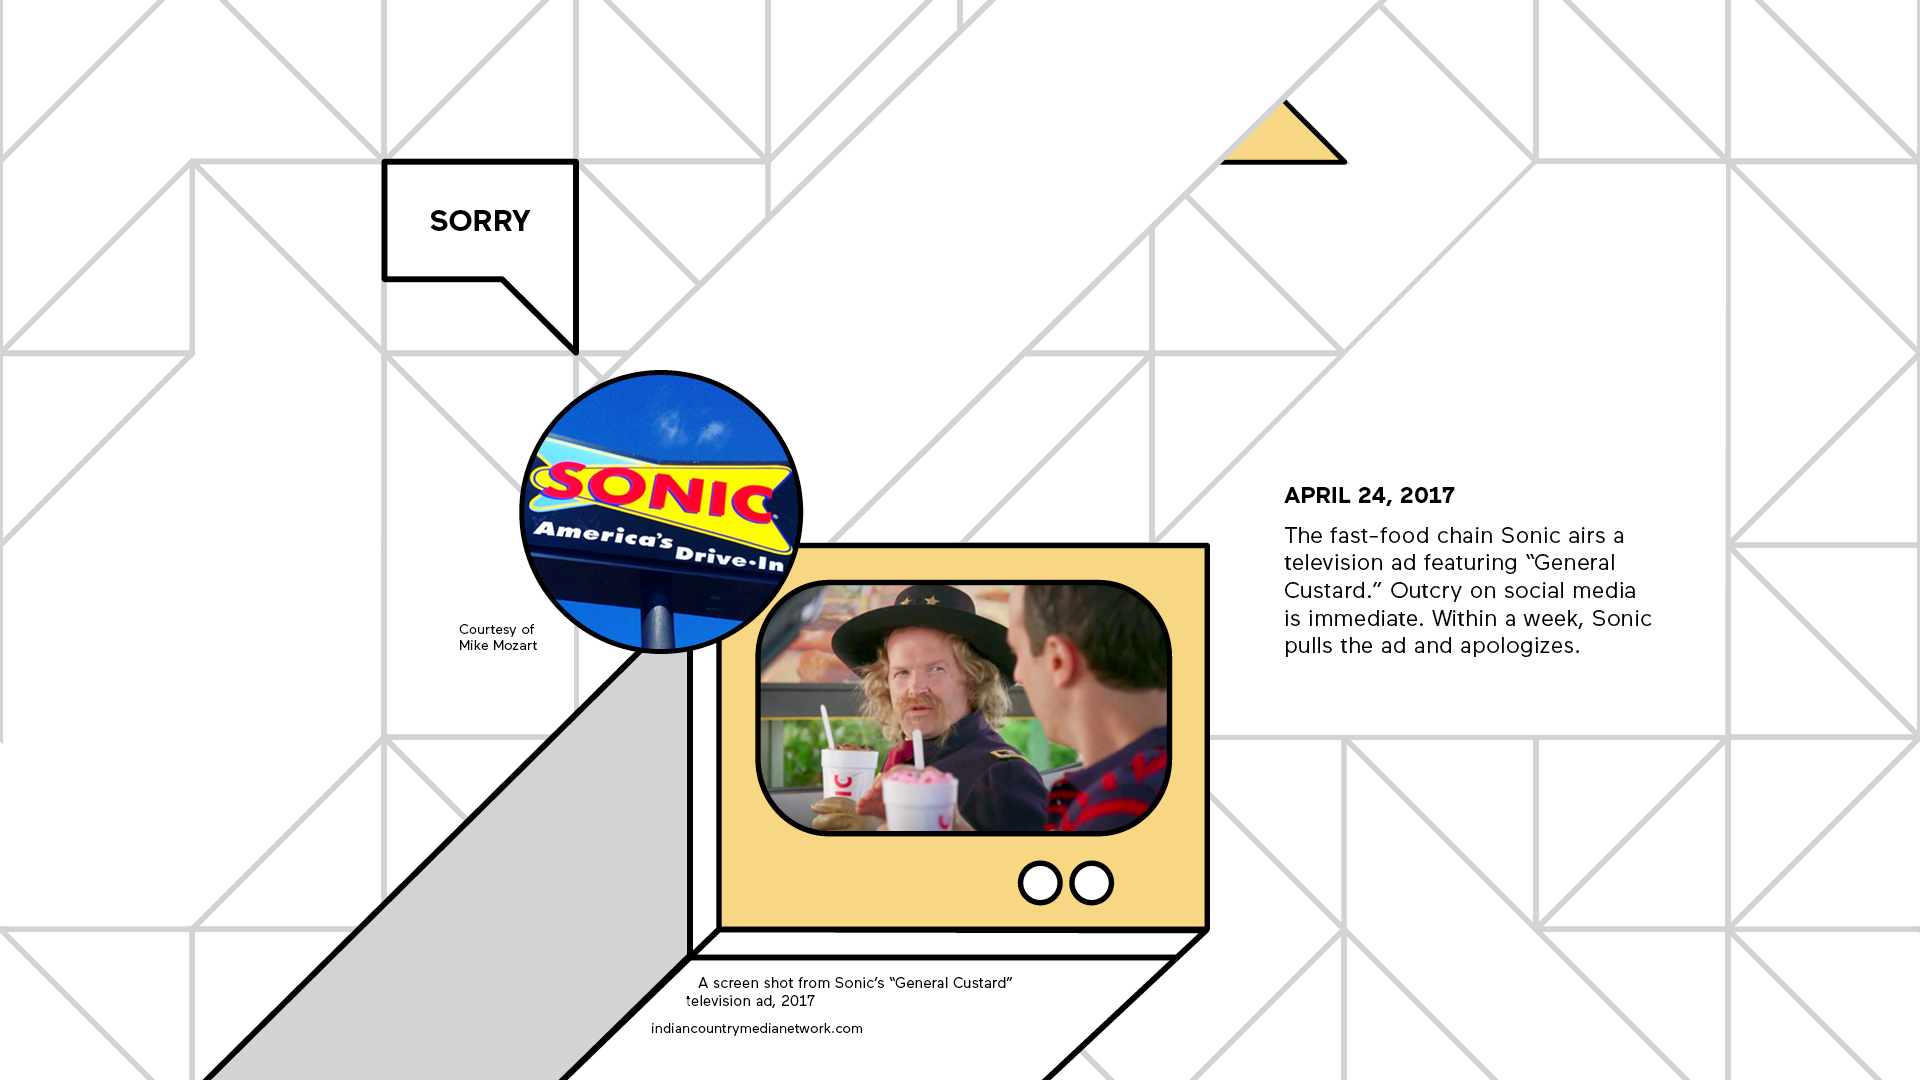 SORRY
SONIC
America's Drive-In
APRIL 24, 2017
The fast-food chain Sonic airs a
television ad featuring “General
Custard.” Outcry on social media
is immediate. Within a week, Sonic
pulls the ad and apologizes.
Courtesy of
Mike Mozart
IC
A screen shot from Sonic’s “General Custard”
television ad, 2017
indiancountrymedianetwork.com